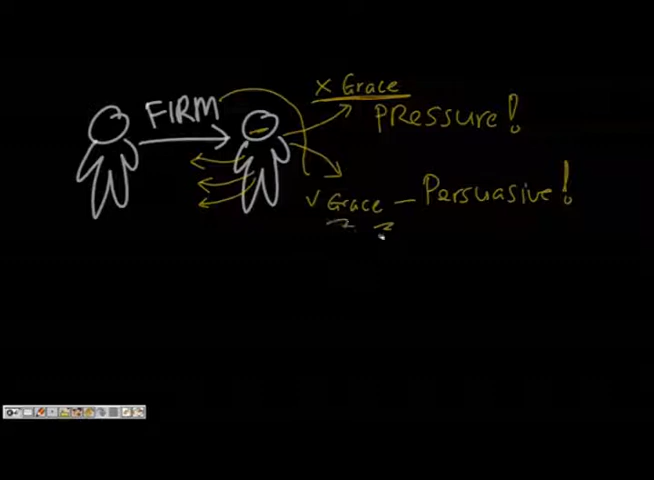 FIRM
x Grace
PRessure!
√ Grace – Persuasive!